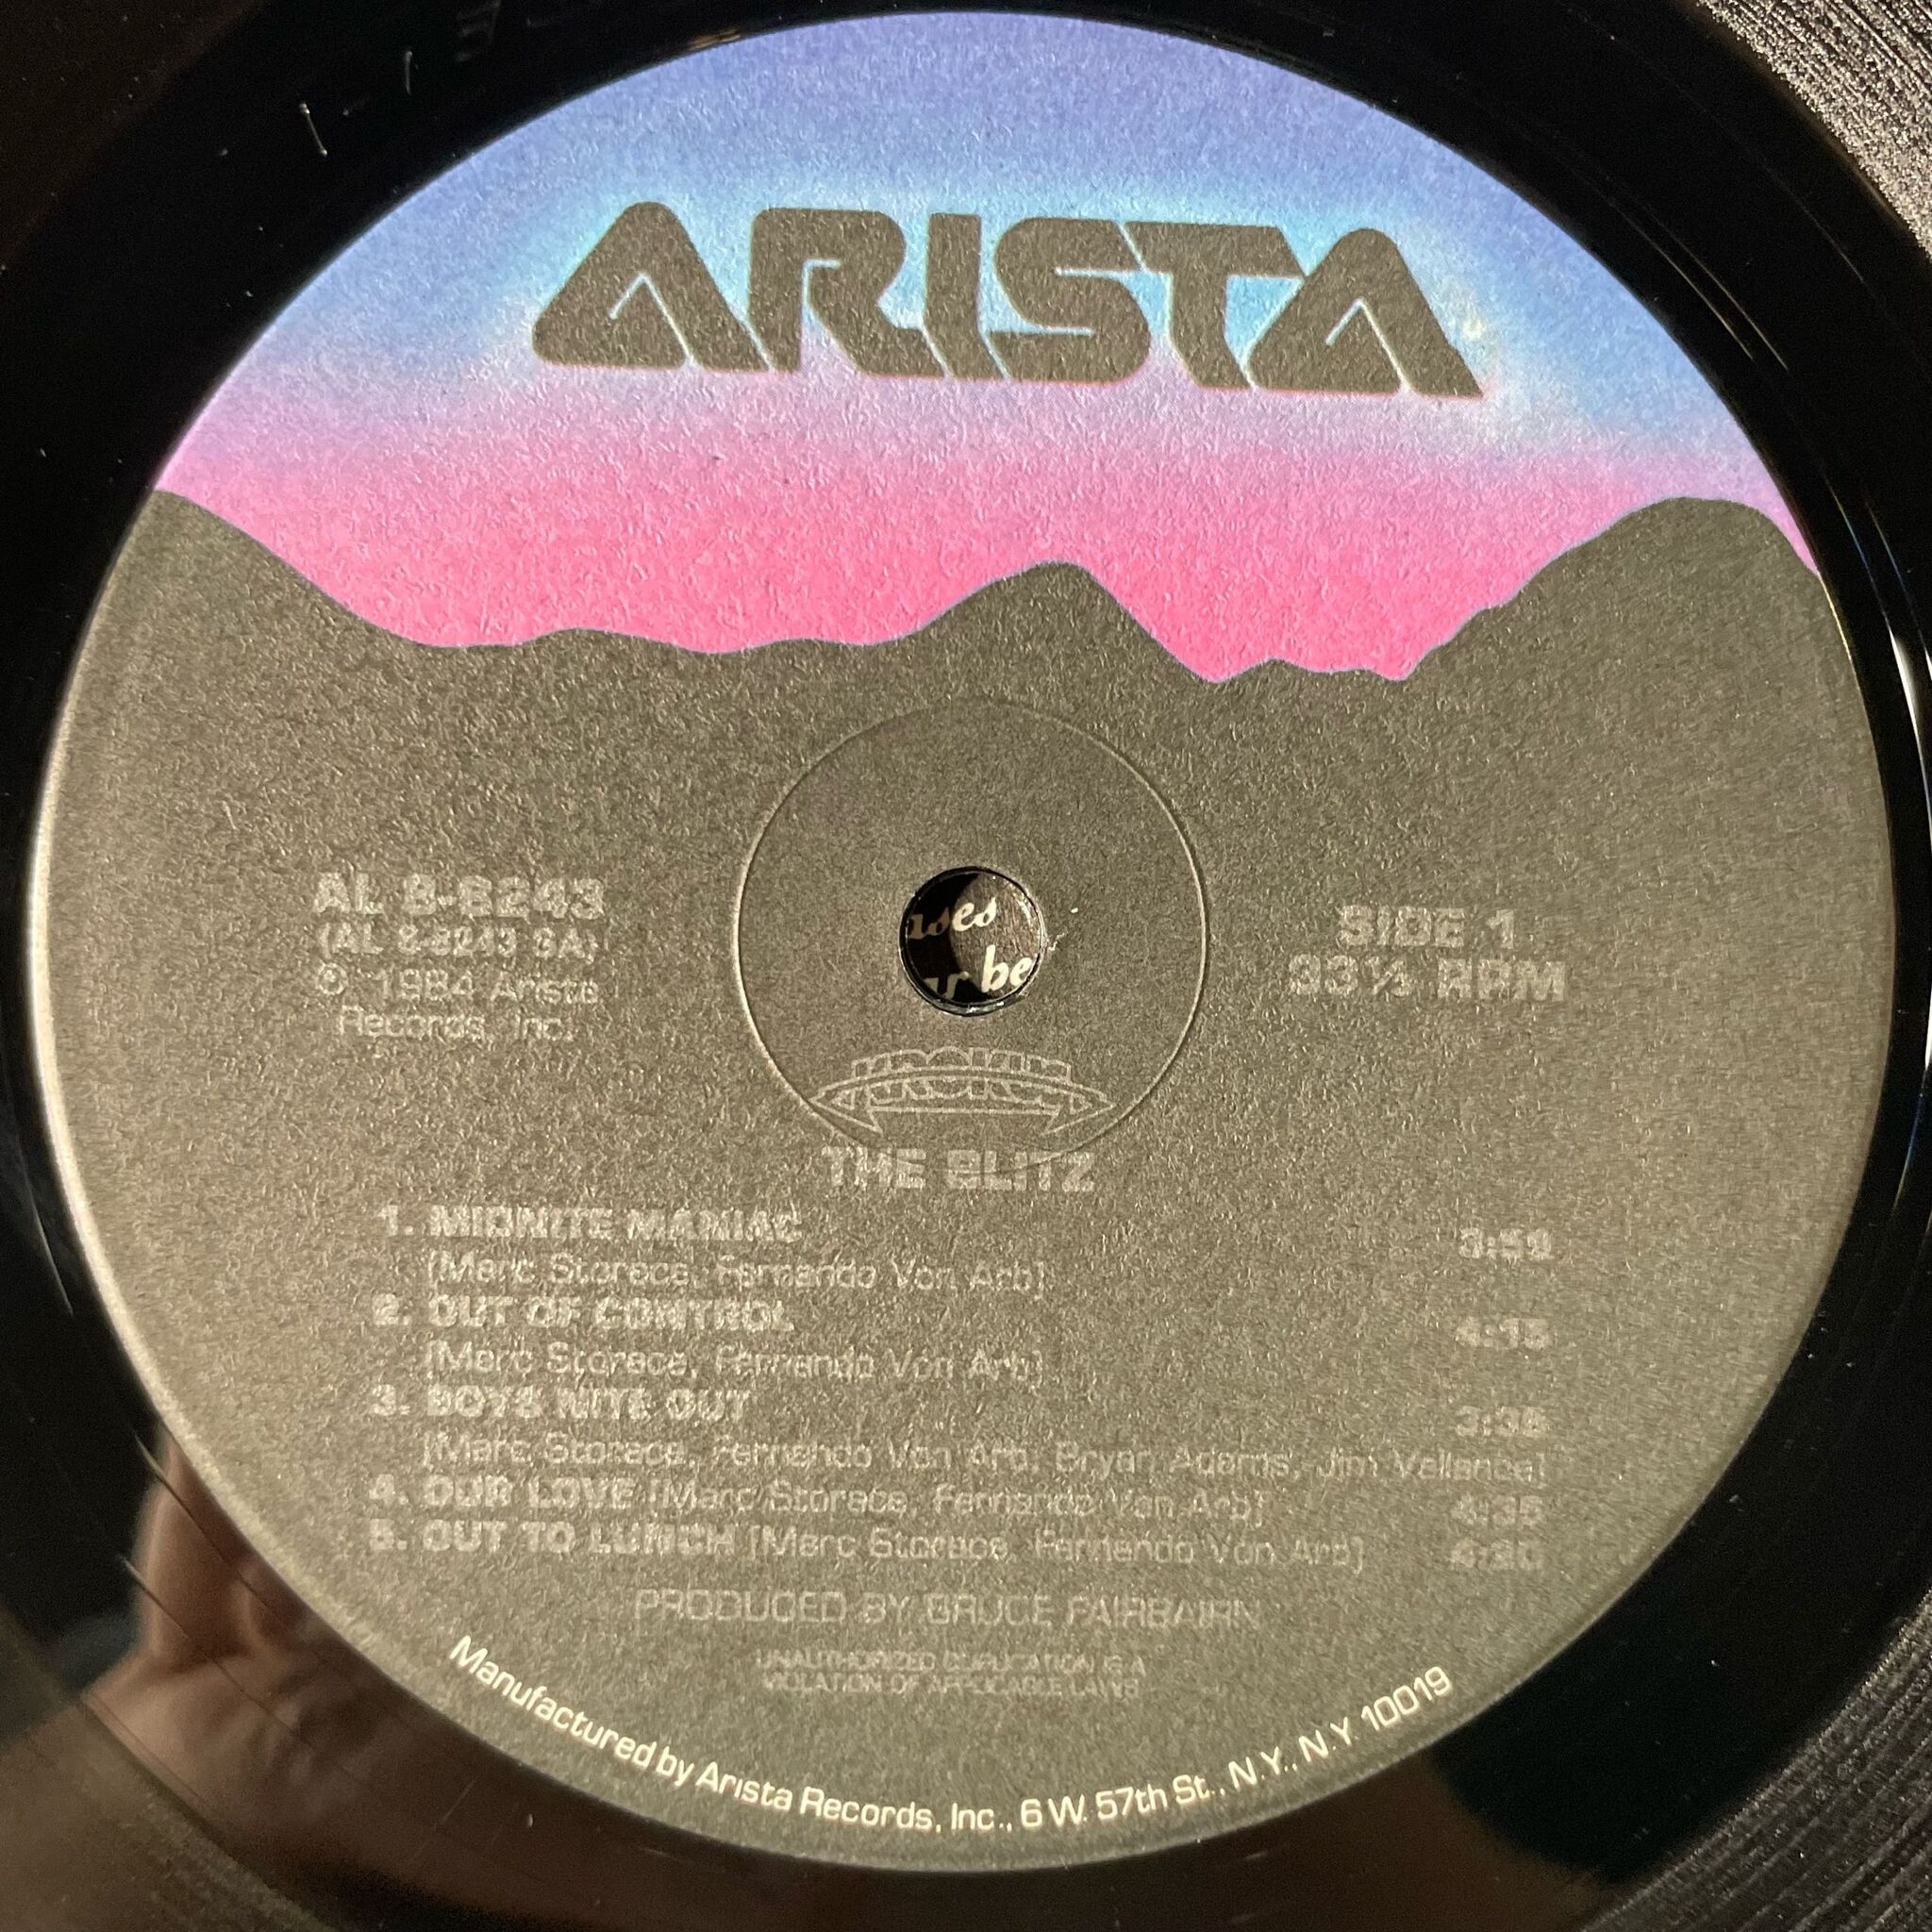 ARISTA
AL 8-8243
(AL 8-8243 SA)
℗ 1984 Arista
Records, Inc.
SIDE 1
33⅓ RPM
ases
be
KROKUS
THE BLITZ
1. MIDNITE MANIAC 3:59
[Marc Storace, Fernando Von Arb]
2. OUT OF CONTROL 4:15
[Marc Storace, Fernando Von Arb]
3. BOYS NITE OUT
[Marc Storace, Fernando Von Arb, Bryan Adams, Jim Vallance]
4. OUR LOVE [Marc Storace, Fernando Von Arb] 4:35
5. OUT TO LUNCH [Marc Storace, Fernando Von Arb]
PRODUCED BY BRUCE FAIRBAIRN
UNAUTHORIZED DUPLICATION IS A
VIOLATION OF APPLICABLE LAWS
Manufactured by Arista Records, Inc., 6 W. 57th St., N.Y., N.Y. 10019